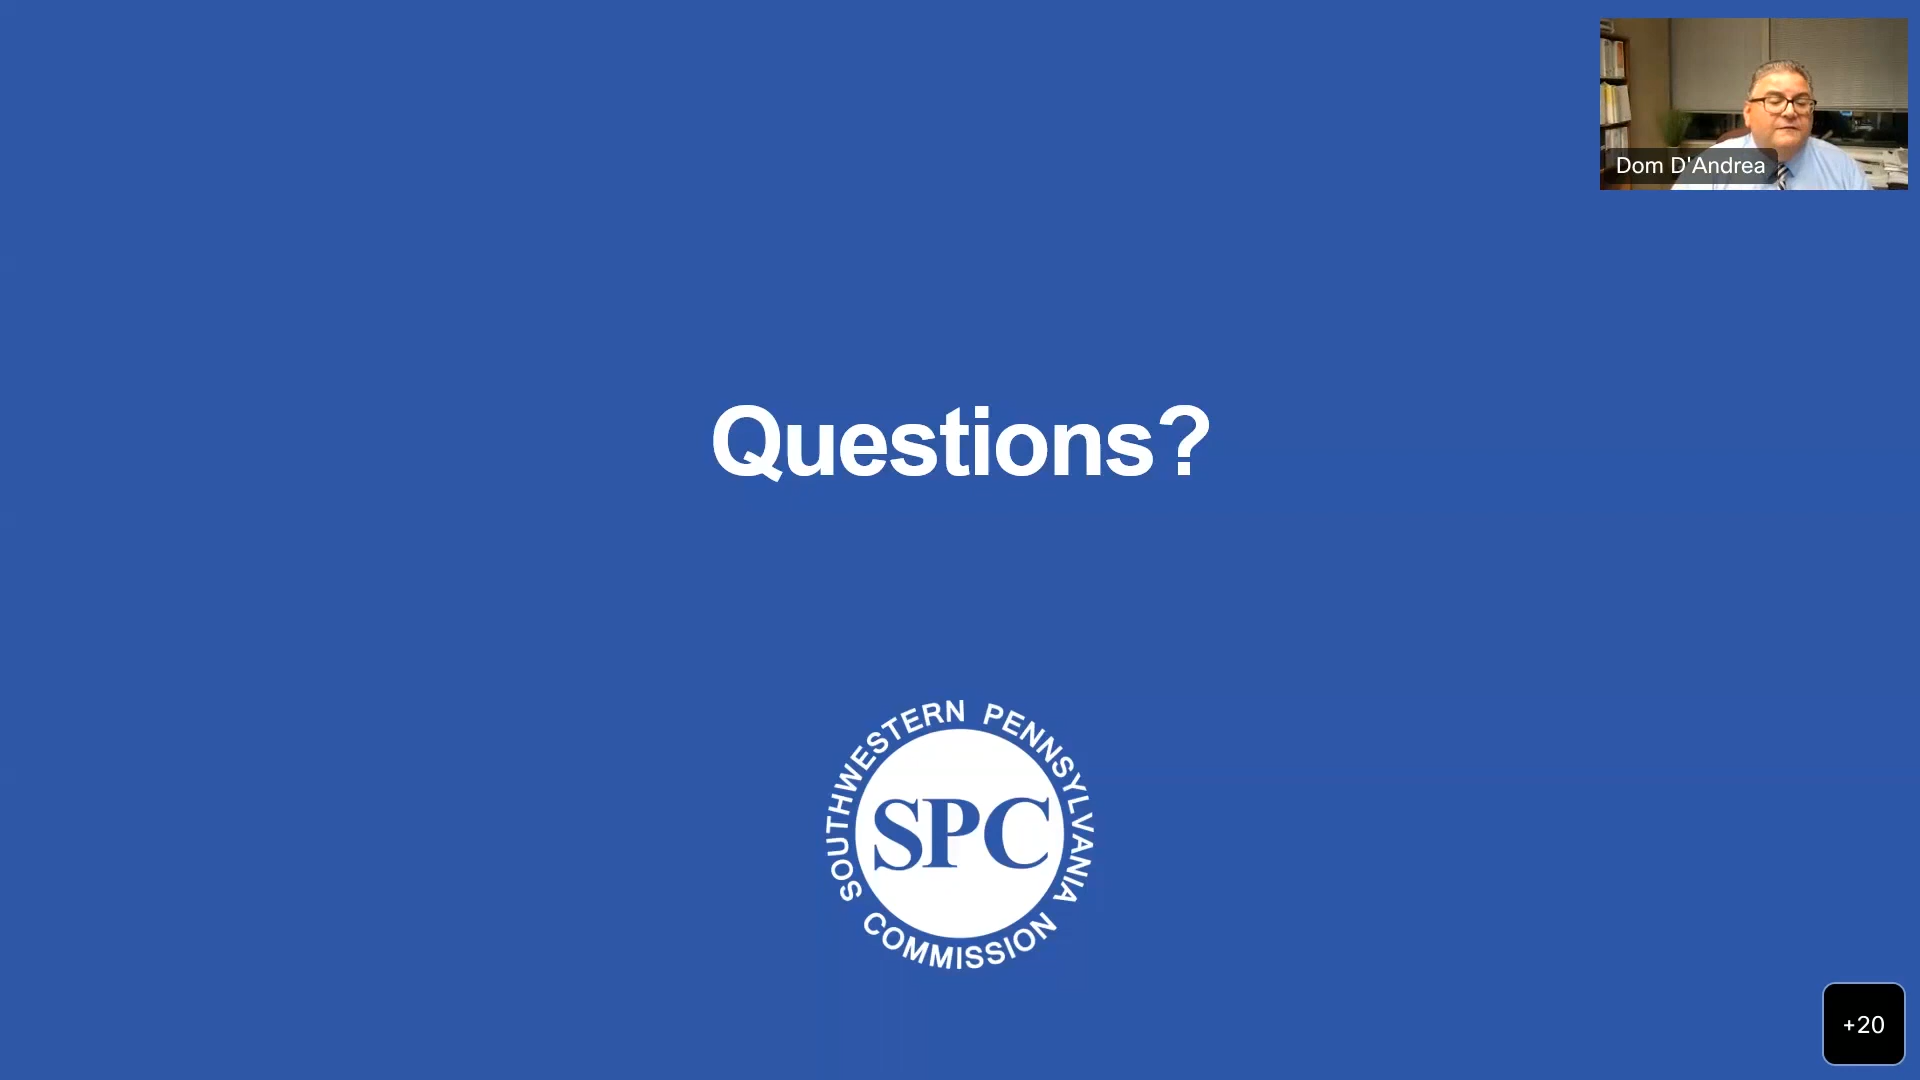 Dom D'Andrea
Questions?
SOUTHWESTERN PENNSYLVANIA
SPC
COMMISSION
+20